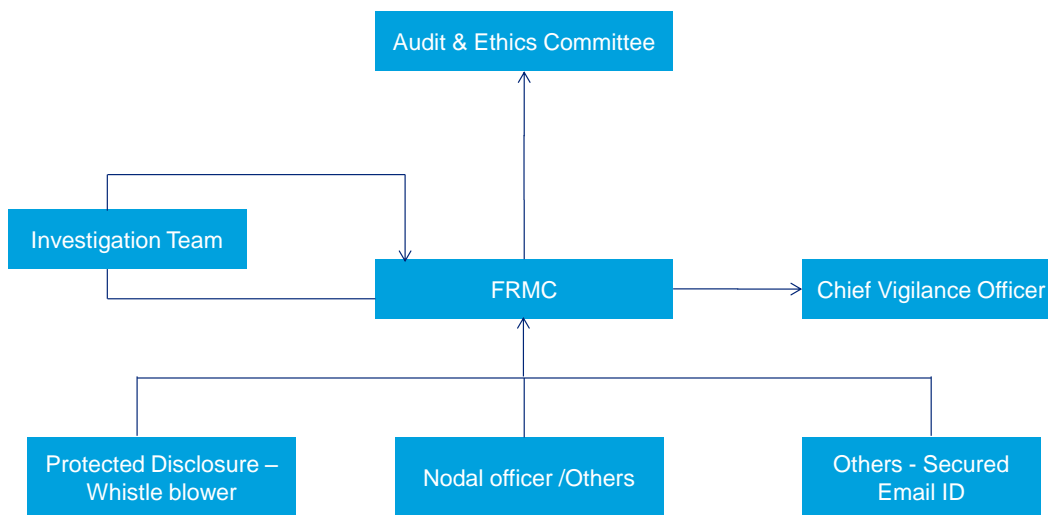 Audit & Ethics Committee
Investigation Team
FRMC
Chief Vigilance Officer
Protected Disclosure –
Whistle blower
Nodal officer /Others
Others - Secured
Email ID